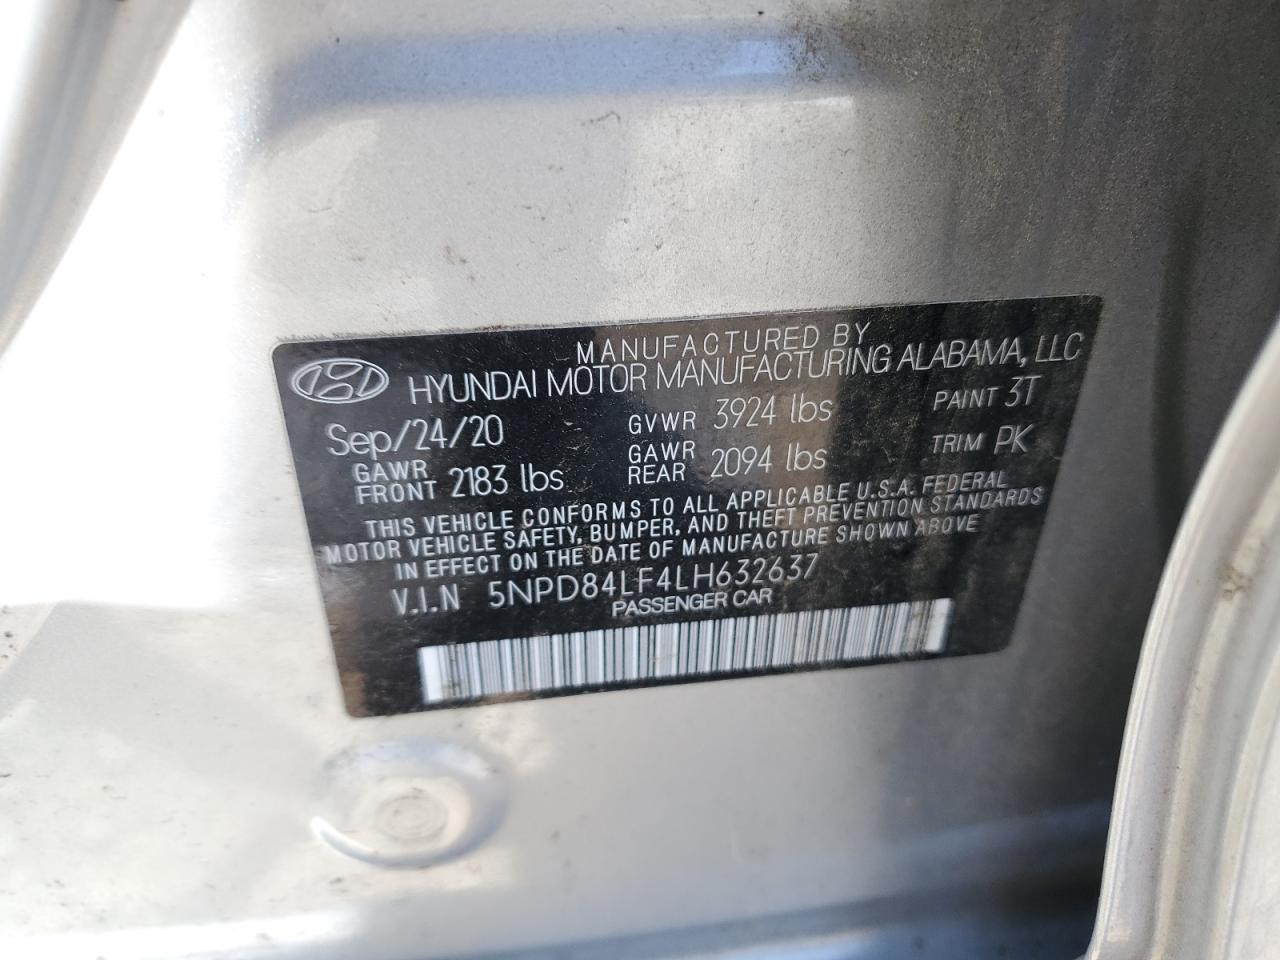 MANUFACTURED BY
HYUNDAI MOTOR MANUFACTURING ALABAMA, LLC
Sep/24/20 GVWR 3924 lbs PAINT 3T
GAWR FRONT 2183 lbs GAWR REAR 2094 lbs TRIM PK
THIS VEHICLE CONFORMS TO ALL APPLICABLE U.S.A. FEDERAL
MOTOR VEHICLE SAFETY, BUMPER, AND THEFT PREVENTION STANDARDS
IN EFFECT ON THE DATE OF MANUFACTURE SHOWN ABOVE
V.I.N 5NPD84LF4LH632637
PASSENGER CAR